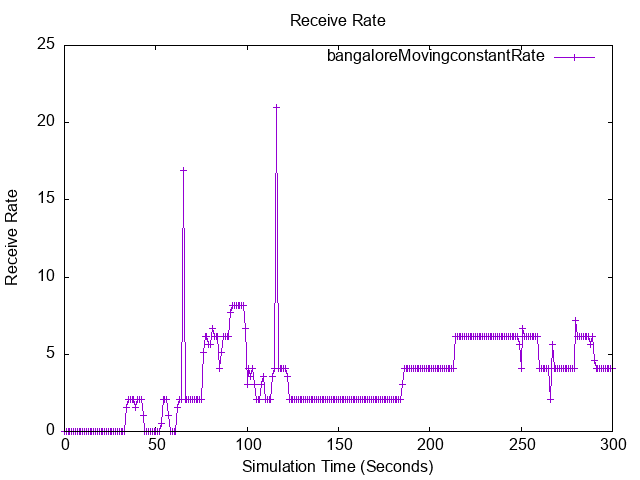 Receive Rate
bangaloreMovingconstantRate
25
20
15
10
5
0
Receive Rate
0 50 100 150 200 250 300
Simulation Time (Seconds)